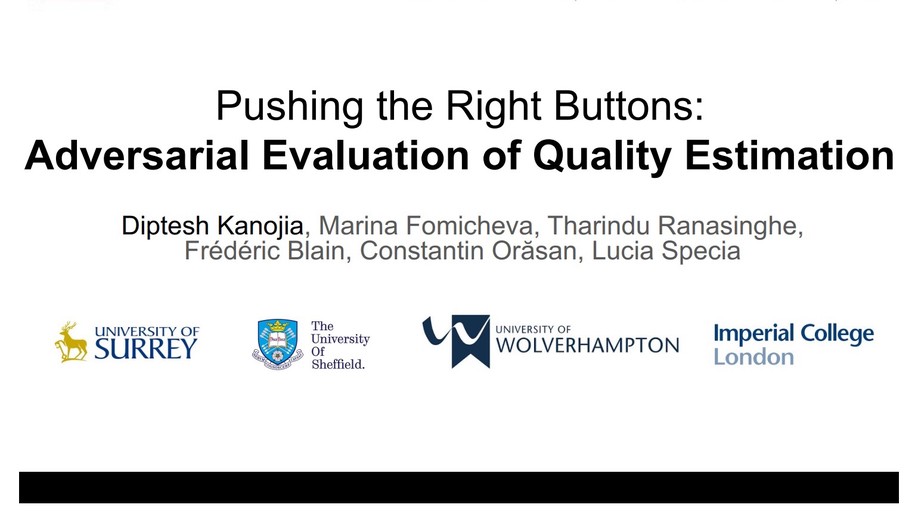 Pushing the Right Buttons:
Adversarial Evaluation of Quality Estimation
Diptesh Kanojia, Marina Fomicheva, Tharindu Ranasinghe,
Frédéric Blain, Constantin Orăsan, Lucia Specia
UNIVERSITY OF
SURREY
The
University
Of
Sheffield.
UNIVERSITY OF
WOLVERHAMPTON
Imperial College
London